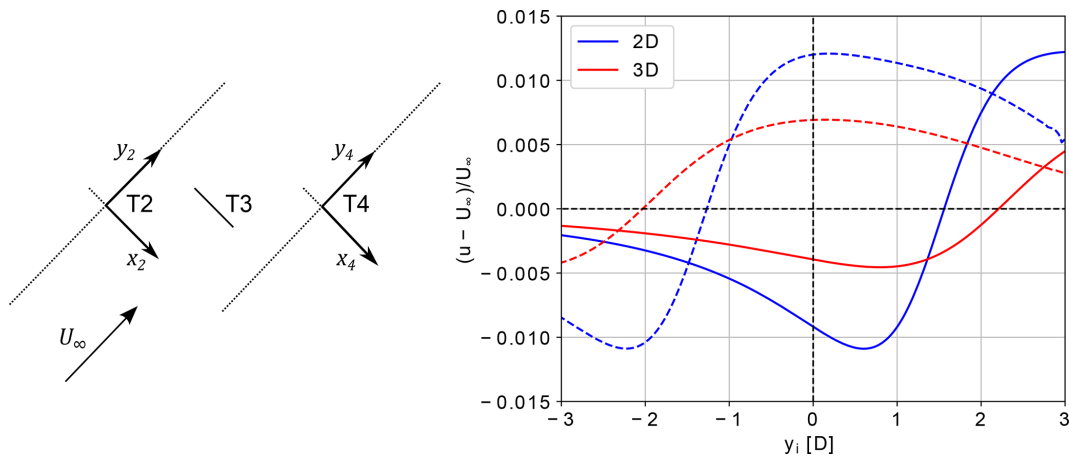 y₂
T2
x₂
T3
y₄
T4
x₄
U∞
(u − U∞)/U∞
0.015
0.010
0.005
0.000
−0.005
−0.010
−0.015
2D
3D
−3
−2
−1
0
1
2
3
yᵢ [D]